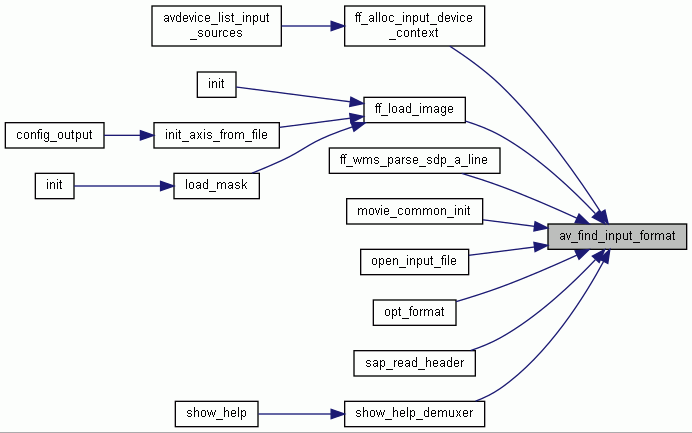 avdevice_list_input
_sources
ff_alloc_input_device
_context
init
ff_load_image
config_output
init_axis_from_file
ff_wms_parse_sdp_a_line
init
load_mask
movie_common_init
av_find_input_format
open_input_file
opt_format
sap_read_header
show_help
show_help_demuxer